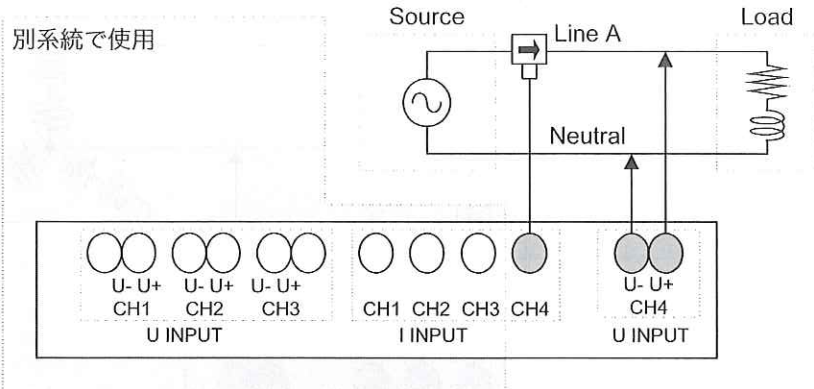 Source Load
別系統で使用
Line A
Neutral
U- U+ U- U+ U- U+ U- U+
CH1 CH2 CH3 CH1 CH2 CH3 CH4 CH4
U INPUT I INPUT U INPUT